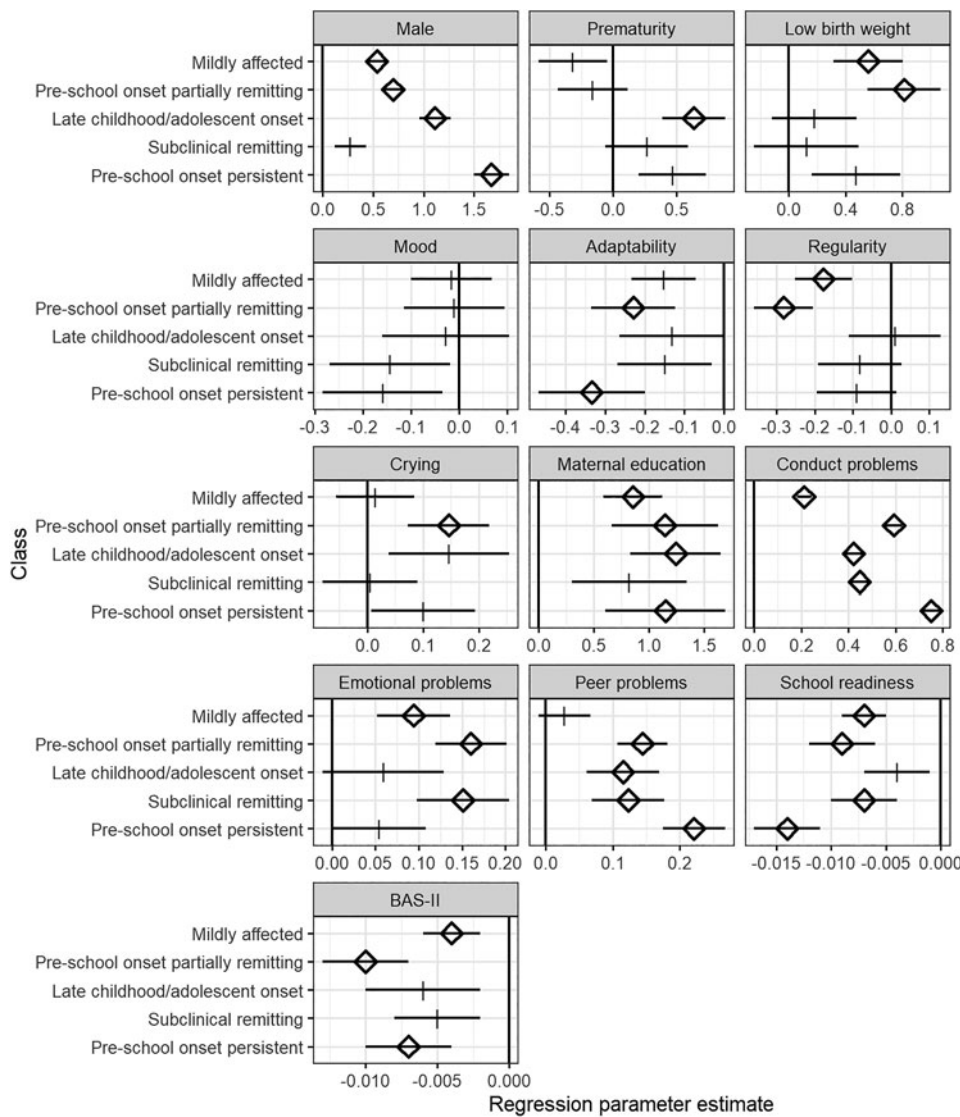 Male Prematurity Low birth weight
Mildly affected
Pre-school onset partially remitting
Late childhood/adolescent onset
Subclinical remitting
Pre-school onset persistent
0.0 0.5 1.0 1.5 -0.5 0.0 0.5 0.0 0.4 0.8
Mood Adaptability Regularity
Mildly affected
Pre-school onset partially remitting
Late childhood/adolescent onset
Subclinical remitting
Pre-school onset persistent
-0.3 -0.2 -0.1 0.0 0.1 -0.4 -0.3 -0.2 -0.1 0.0 -0.3 -0.2 -0.1 0.0 0.1
Crying Maternal education Conduct problems
Mildly affected
Pre-school onset partially remitting
Late childhood/adolescent onset
Subclinical remitting
Pre-school onset persistent
0.0 0.1 0.2 0.0 0.5 1.0 1.5 0.0 0.2 0.4 0.6 0.8
Class
Emotional problems Peer problems School readiness
Mildly affected
Pre-school onset partially remitting
Late childhood/adolescent onset
Subclinical remitting
Pre-school onset persistent
0.00 0.05 0.10 0.15 0.20 0.0 0.1 0.2 -0.015 -0.010 -0.005 0.000
BAS-II
Mildly affected
Pre-school onset partially remitting
Late childhood/adolescent onset
Subclinical remitting
Pre-school onset persistent
-0.010 -0.005 0.000
Regression parameter estimate